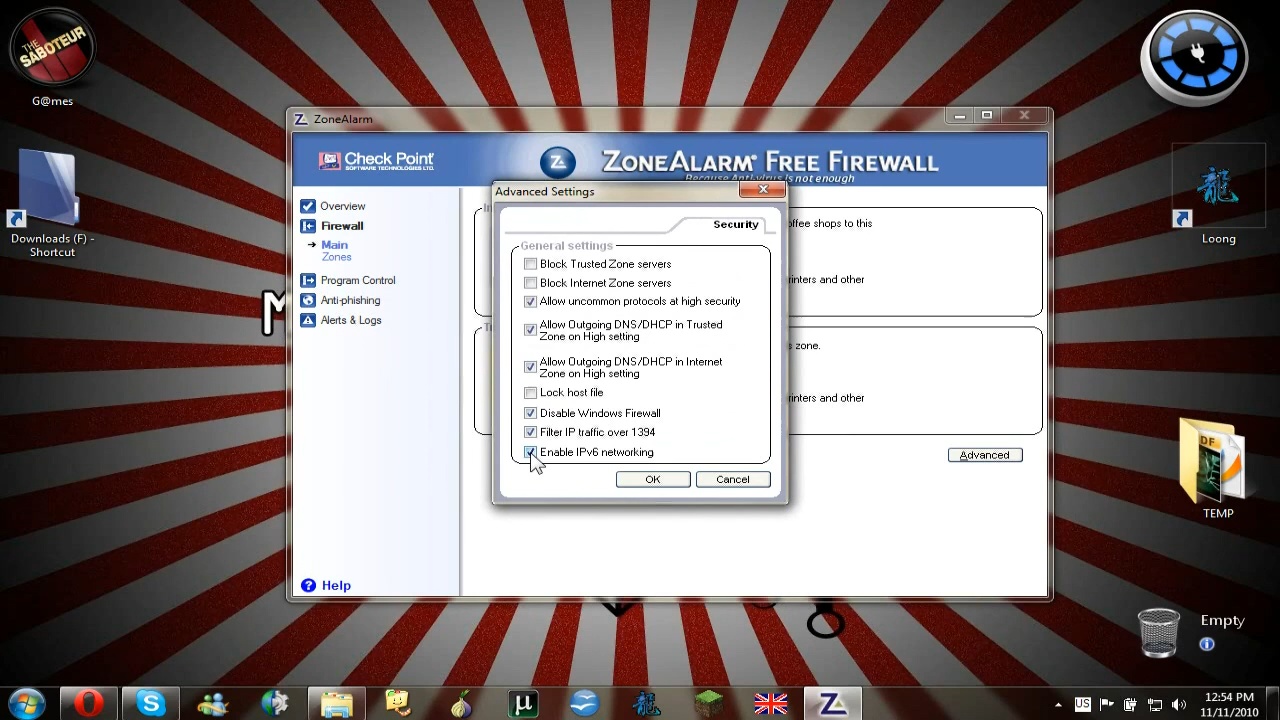 THE
SABOTEUR
G@mes
Downloads (F) -
Shortcut
ZoneAlarm
Check Point
SOFTWARE TECHNOLOGIES LTD.
ZONEALARM® FREE FIREWALL
Because Anti-virus is not enough
Overview
Firewall
Main
Zones
Program Control
Anti-phishing
Alerts & Logs
Help
Advanced Settings
Security
General settings
Block Trusted Zone servers
Block Internet Zone servers
Allow uncommon protocols at high security
Allow Outgoing DNS/DHCP in Trusted
Zone on High setting
Allow Outgoing DNS/DHCP in Internet
Zone on High setting
Lock host file
Disable Windows Firewall
Filter IP traffic over 1394
Enable IPv6 networking
OK
Cancel
shops to this
and other
zone.
and other
Advanced
龍
Loong
DF
TEMP
Empty
US
12:54 PM
11/11/2010